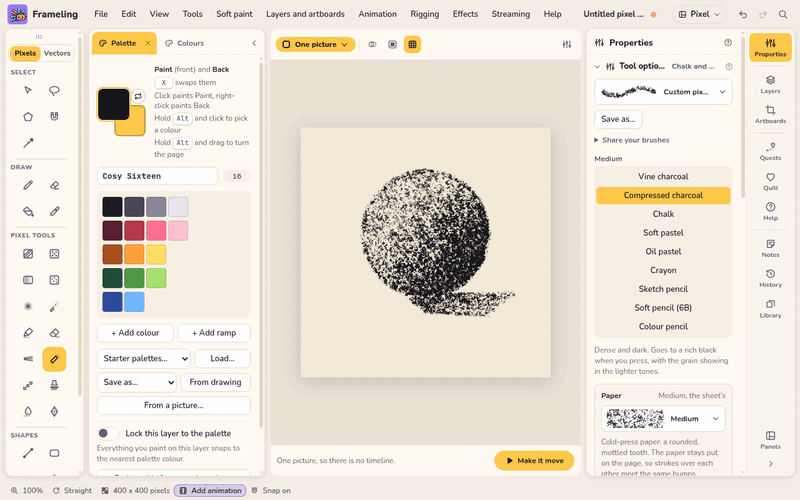 Frameling File Edit View Tools Soft paint Layers and artboards Animation Rigging Effects Streaming Help Untitled pixel ... Pixel
Pixels Vectors
SELECT
DRAW
PIXEL TOOLS
SHAPES
Palette Colours
Paint (front) and Back
X swaps them
Click paints Paint, right-
click paints Back
Hold Alt and click to pick
a colour
Hold Alt and drag to turn
the page
Cosy Sixteen 16
+ Add colour + Add ramp
Starter palettes... Load...
Save as... From drawing
From a picture...
Lock this layer to the palette
Everything you paint on this layer snaps to
the nearest palette colour.
One picture
One picture, so there is no timeline. Make it move
Properties
Tool optio... Chalk and ...
Custom pix...
Save as...
Share your brushes
Medium
Vine charcoal
Compressed charcoal
Chalk
Soft pastel
Oil pastel
Crayon
Sketch pencil
Soft pencil (6B)
Colour pencil
Dense and dark. Goes to a rich black
when you press, with the grain showing
in the lighter tones.
Paper Medium, the sheet's
Medium
Cold-press paper: a rounded,
mottled tooth. The paper stays
put on the page, so strokes over
each other meet the same bumps.
Properties
Layers
Artboards
Quests
Quill
Help
Notes
History
Library
Panels
100% Straight 400 x 400 pixels Add animation Snap on